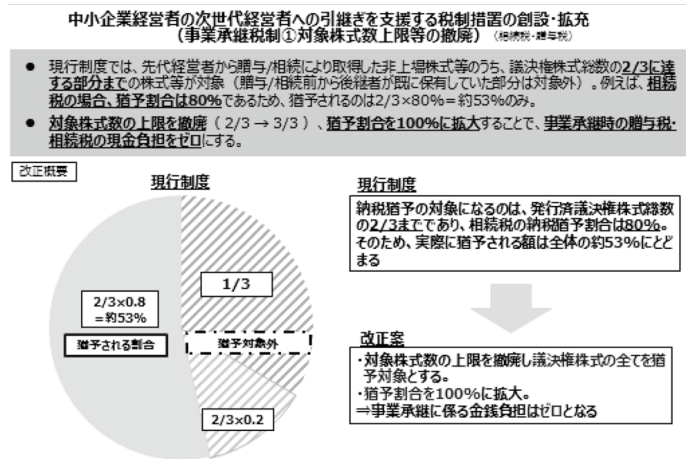 中小企業経営者の次世代経営者への引継ぎを支援する税制措置の創設・拡充
(事業承継税制①対象株式数上限等の撤廃)(相続税・贈与税)
● 現行制度では、先代経営者から贈与/相続により取得した非上場株式等のうち、議決権株式総数の2/3に達
する部分までの株式等が対象(贈与/相続前から後継者が既に保有していた部分は対象外)。例えば、相続
税の場合、猶予割合は80%であるため、猶予されるのは2/3×80%=約53%のみ。
● 対象株式数の上限を撤廃(2/3→3/3)、猶予割合を100%に拡大することで、事業承継時の贈与税・
相続税の現金負担をゼロにする。
改正概要
現行制度
1/3
2/3×0.8
=約53%
猶予される割合
猶予対象外
2/3×0.2
現行制度
納税猶予の対象になるのは、発行済議決権株式総数
の2/3までであり、相続税の納税猶予割合は80%。
そのため、実際に猶予される額は全体の約53%にとど
まる
改正案
・対象株式数の上限を撤廃し議決権株式の全てを猶
予対象とする。
・猶予割合を100%に拡大。
⇒事業承継に係る金銭負担はゼロとなる